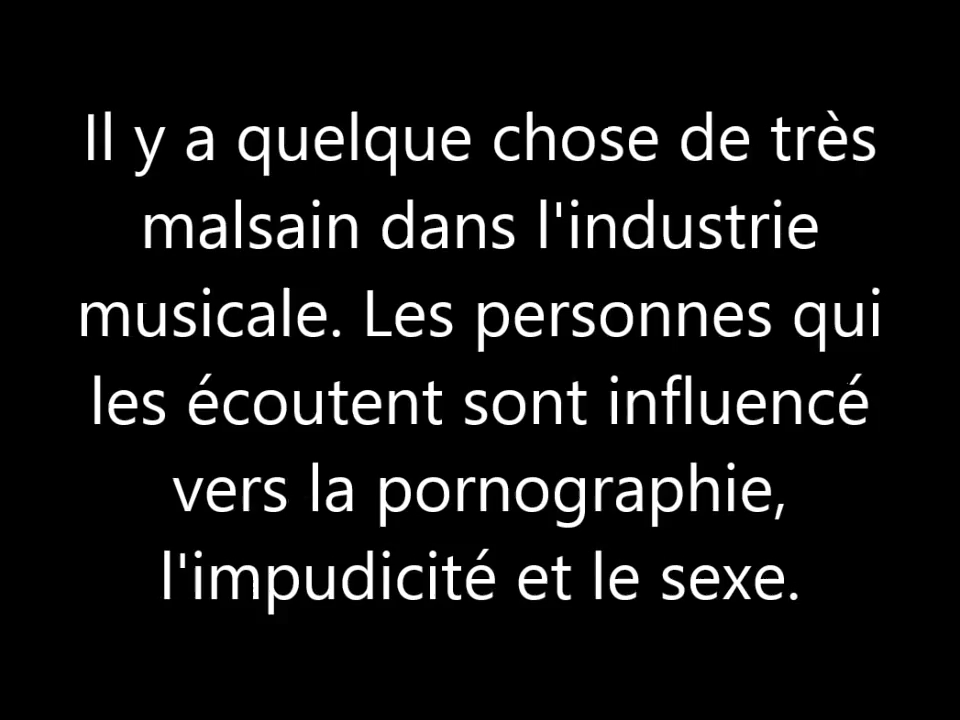 Il y a quelque chose de très
malsain dans l'industrie
musicale. Les personnes qui
les écoutent sont influencé
vers la pornographie,
l'impudicité et le sexe.